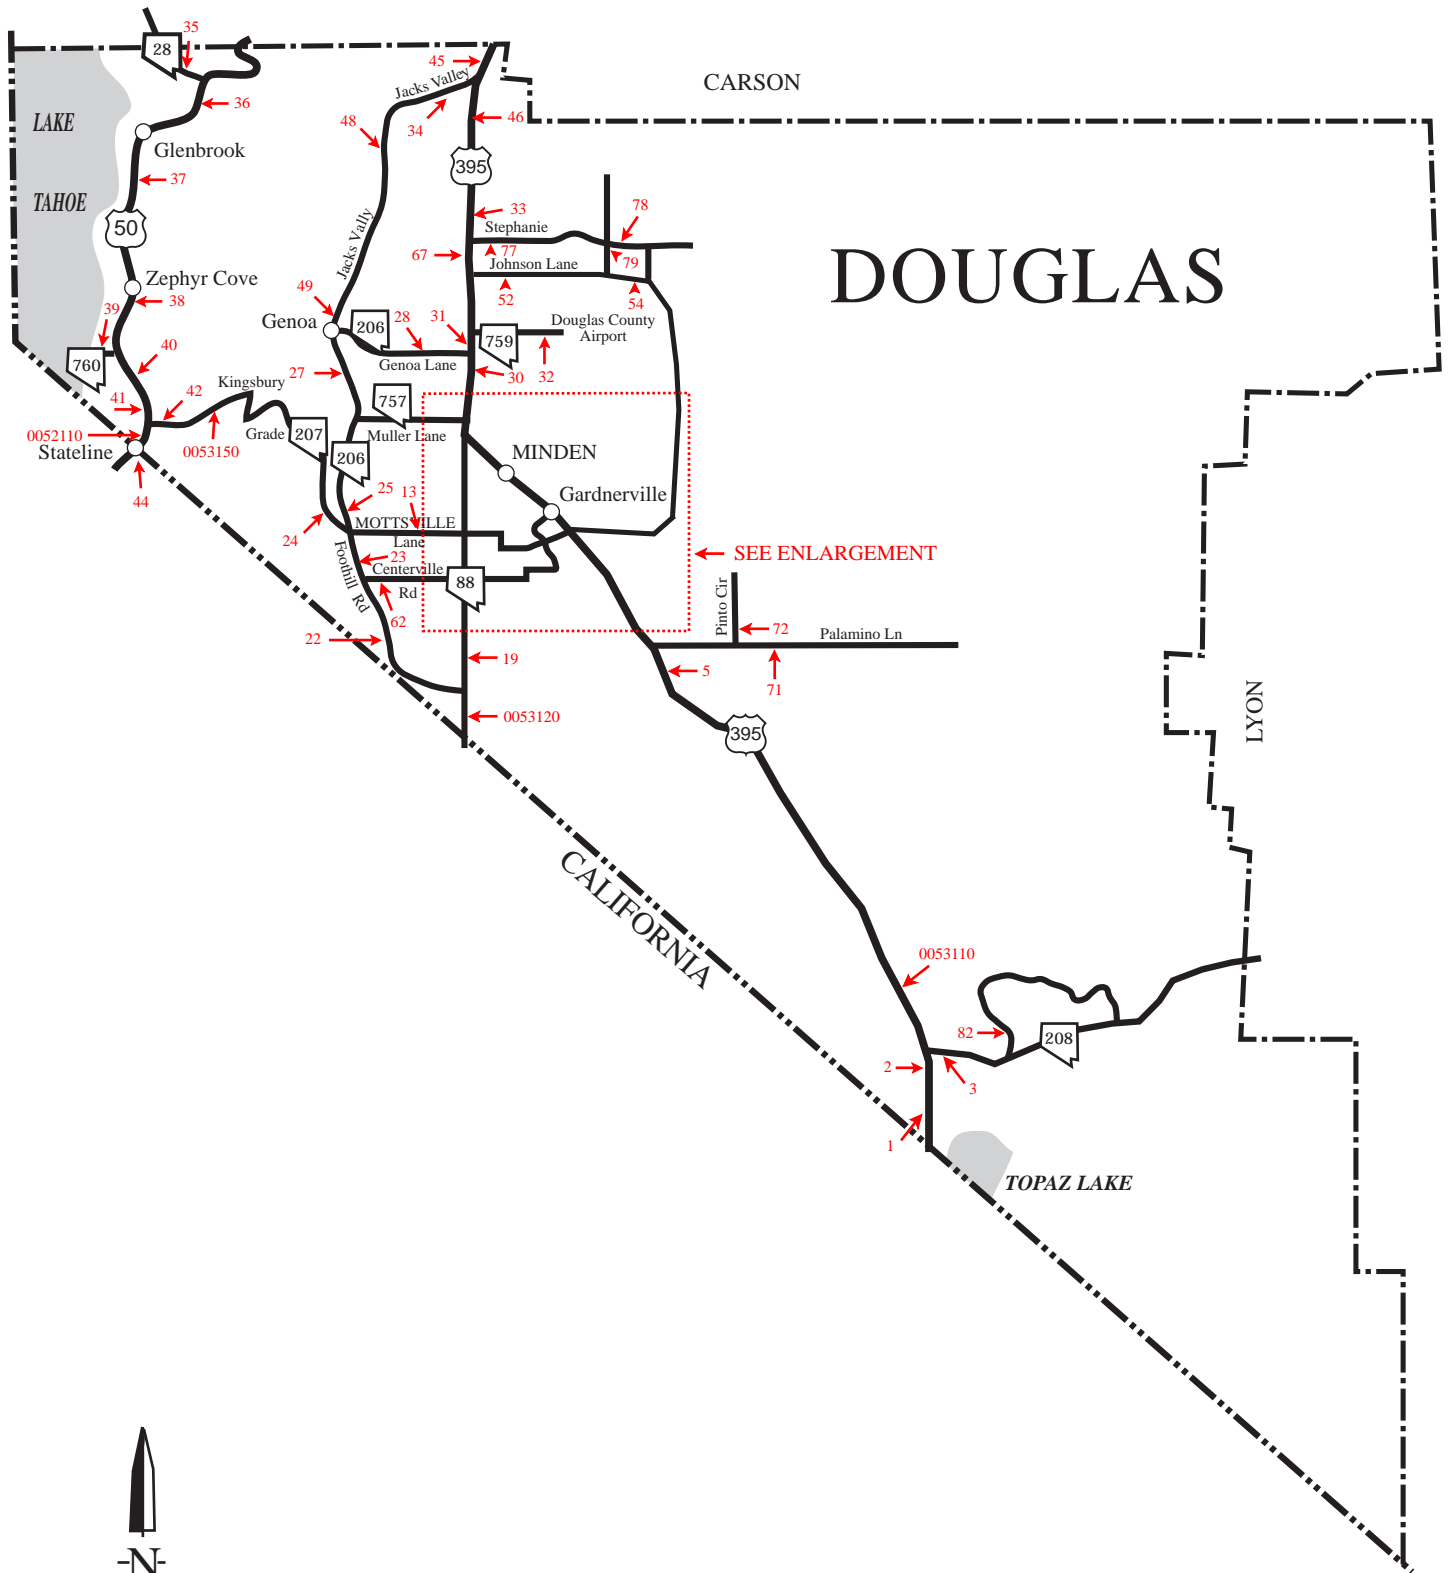 35
28
45
CARSON
Jacks Valley
36
LAKE
34
46
48
Glenbrook
395
37
TAHOE
33
78
Stephanie
50
67
77
79
Jacks Vally
Johnson Lane
Zephyr Cove
DOUGLAS
38
52
54
49
39
Genoa
206
28
31
Douglas County
Airport
759
40
760
Genoa Lane
27
30
32
Kingsbury
41
42
757
0052110
Grade
207
Muller Lane
Stateline
0053150
206
MINDEN
44
25
13
Gardnerville
24
MOTTSVILLE
Lane
23
SEE ENLARGEMENT
Foothill Rd
Centerville
Rd
88
Pinto Cir
62
22
72
Palamino Ln
19
5
71
0053120
LYON
395
CALIFORNIA
0053110
82
208
2
3
1
TOPAZ LAKE
-N-